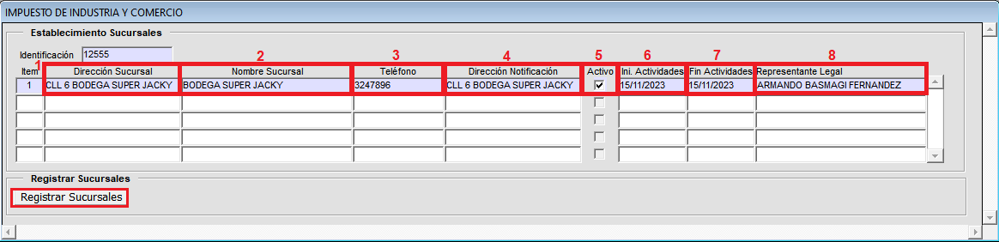 IMPUESTO DE INDUSTRIA Y COMERCIO
Establecimiento Sucursales
Identificación 12555
1 2 3 4 5 6 7 8
Item Dirección Sucursal Nombre Sucursal Teléfono Dirección Notificación Activo Ini. Actividades Fin Actividades Representante Legal
1 CLL 6 BODEGA SUPER JACKY BODEGA SUPER JACKY 3247896 CLL 6 BODEGA SUPER JACKY 15/11/2023 15/11/2023 ARMANDO BASMAGI FERNANDEZ
Registrar Sucursales
Registrar Sucursales